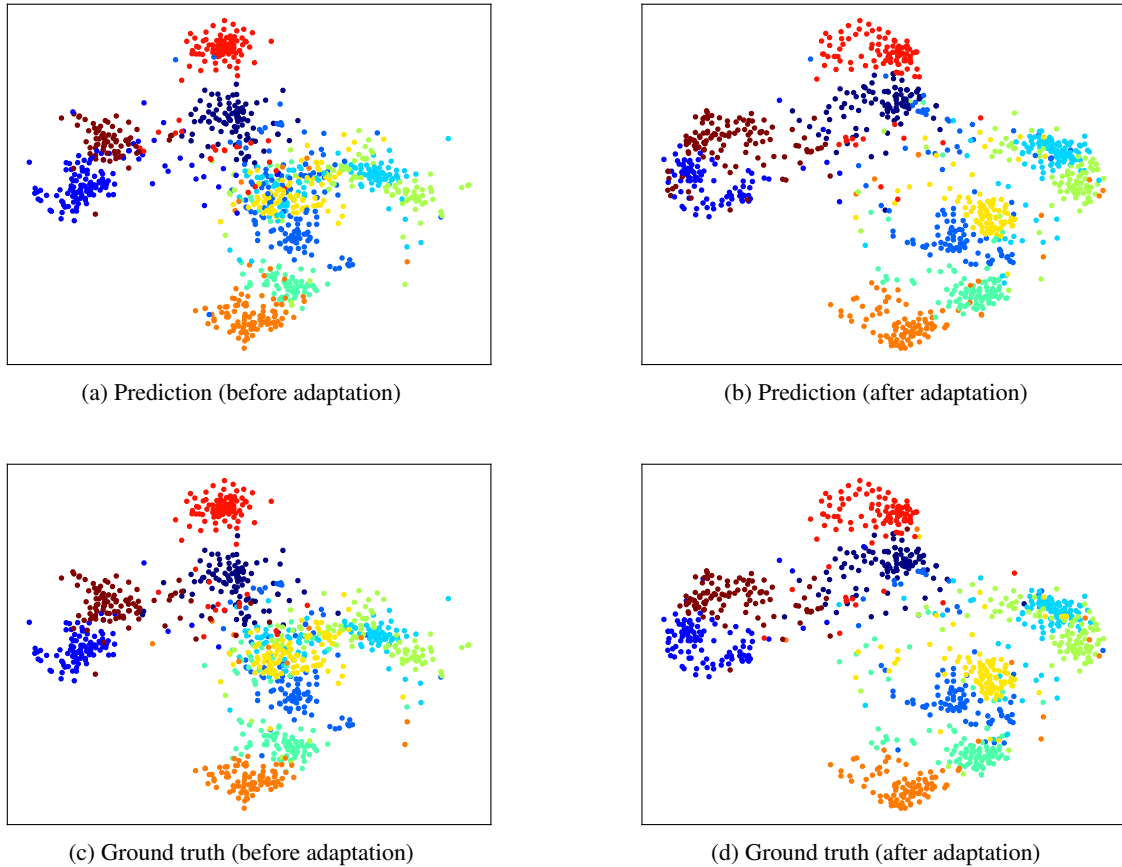 (a) Prediction (before adaptation)
(b) Prediction (after adaptation)
(c) Ground truth (before adaptation)
(d) Ground truth (after adaptation)